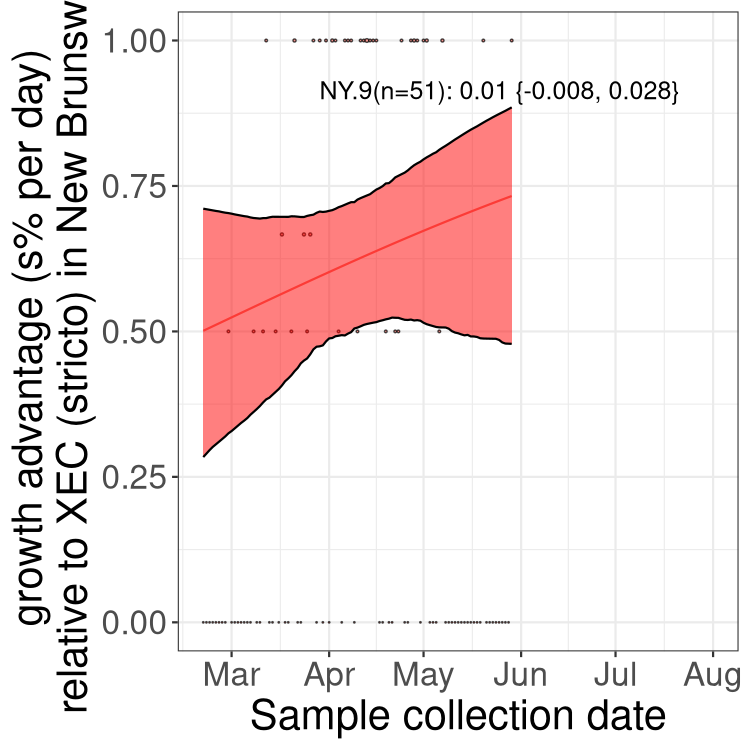 growth advantage (s% per day)
relative to XEC (stricto) in New Brunsw
1.00
0.75
0.50
0.25
0.00
NY.9(n=51): 0.01 {-0.008, 0.028}
Mar Apr May Jun Jul Aug
Sample collection date